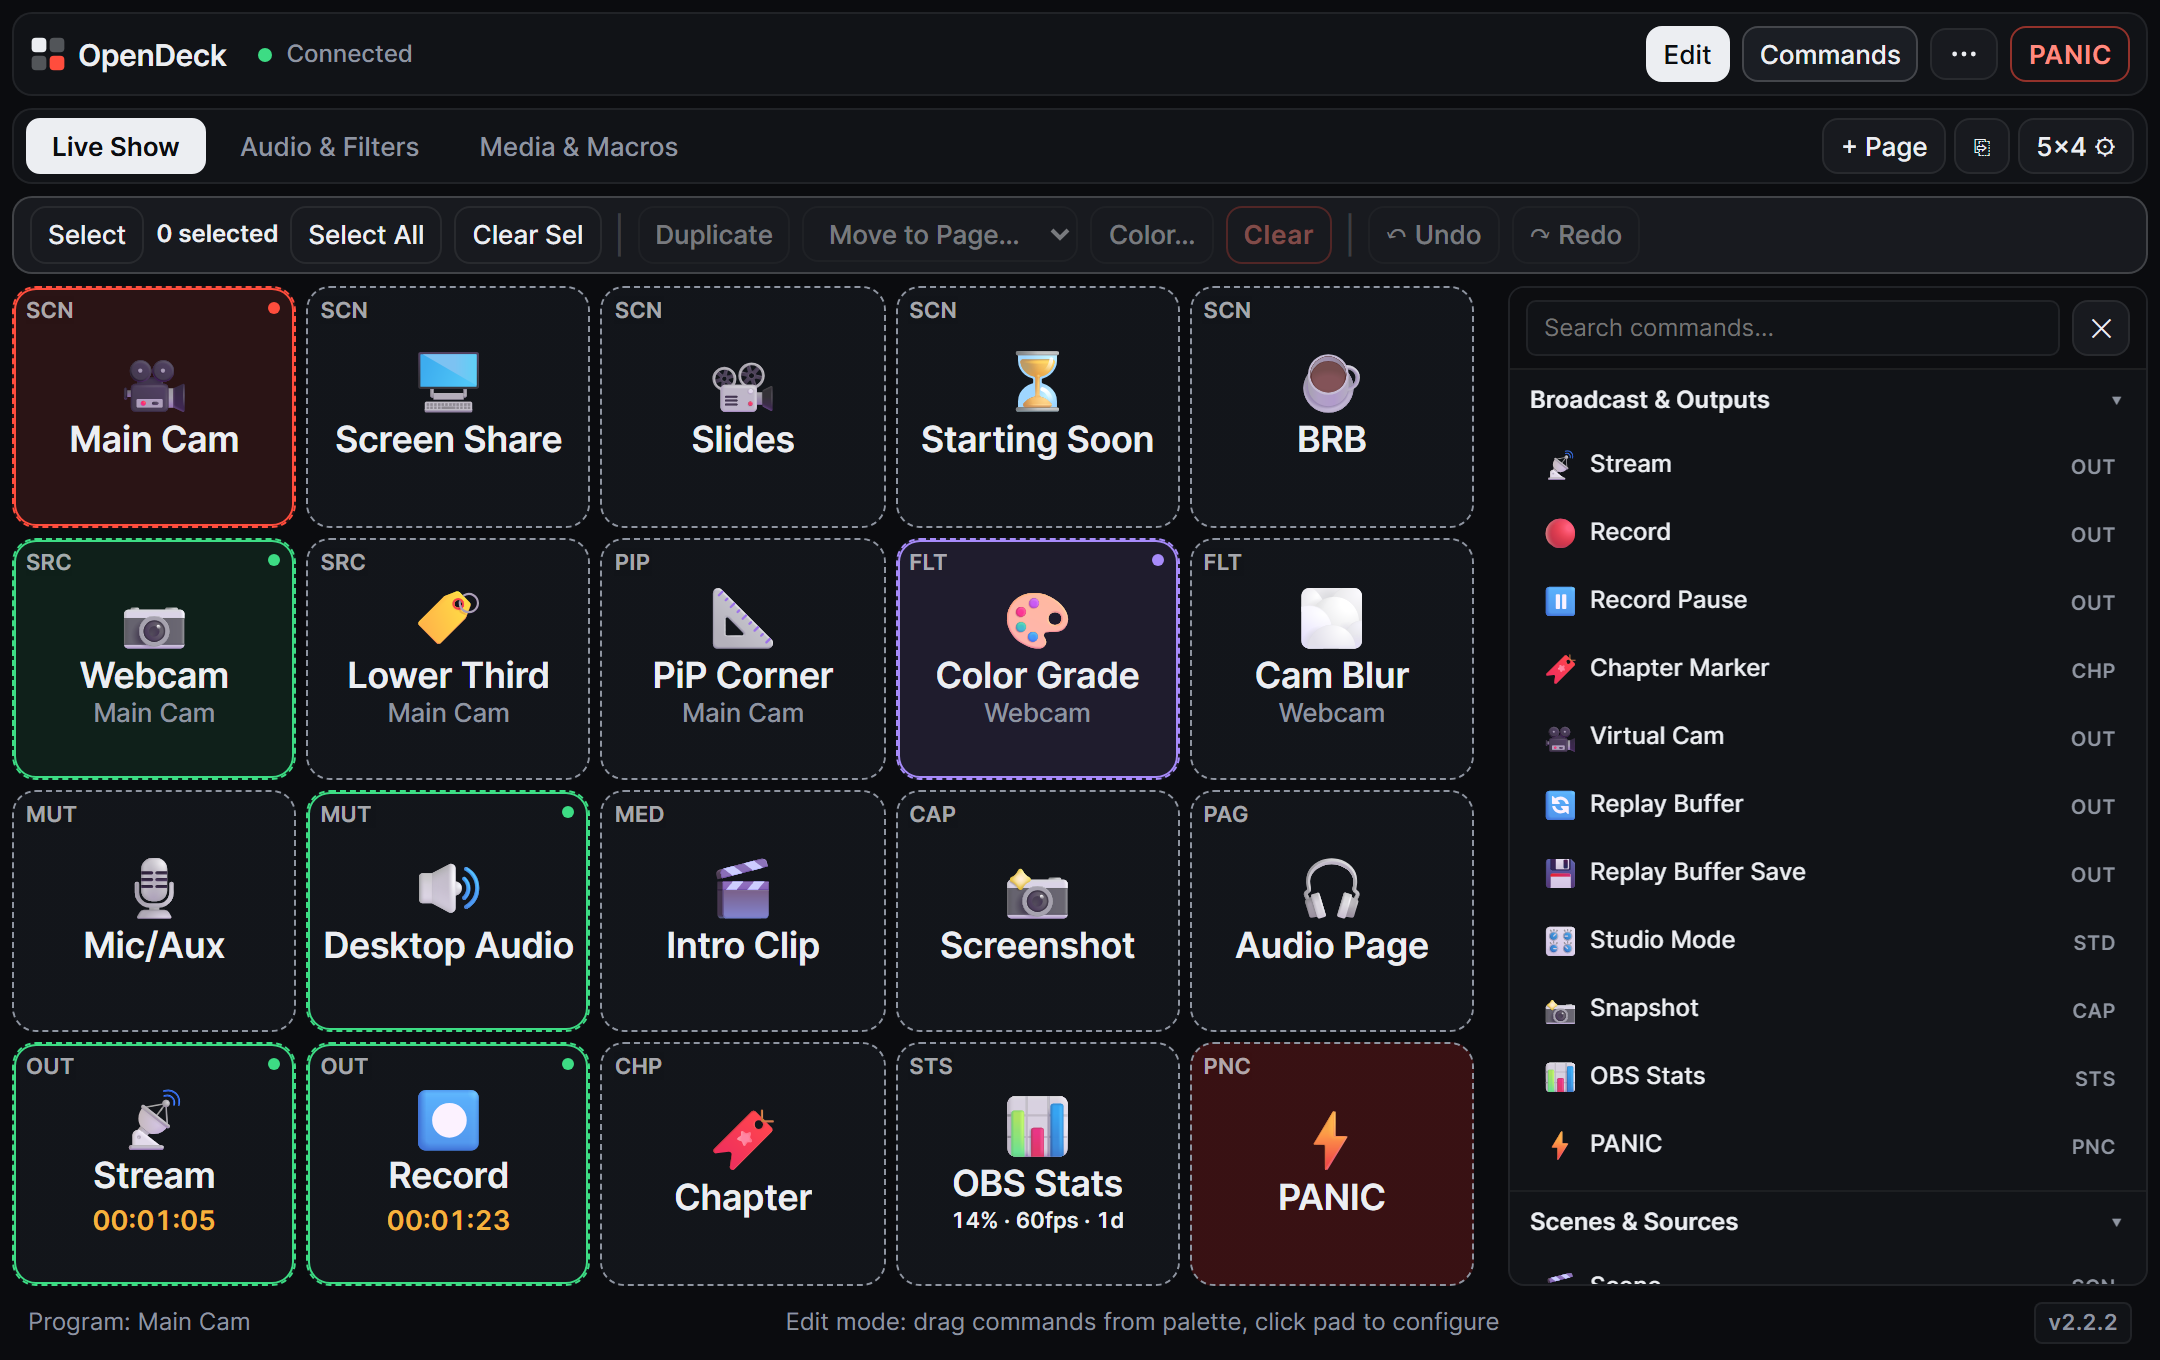 OpenDeck
Connected
Edit
Commands
PANIC
Live Show
Audio & Filters
Media & Macros
+ Page
5×4
Select
0 selected
Select All
Clear Sel
Duplicate
Move to Page...
Color...
Clear
Undo
Redo
SCN
Main Cam
SCN
Screen Share
SCN
Slides
SCN
Starting Soon
SCN
BRB
SRC
Webcam
Main Cam
SRC
Lower Third
Main Cam
PIP
PiP Corner
Main Cam
FLT
Color Grade
Webcam
FLT
Cam Blur
Webcam
MUT
Mic/Aux
MUT
Desktop Audio
MED
Intro Clip
CAP
Screenshot
PAG
Audio Page
OUT
Stream
00:01:05
OUT
Record
00:01:23
CHP
Chapter
STS
OBS Stats
14% · 60fps · 1d
PNC
PANIC
Search commands...
Broadcast & Outputs
Stream OUT
Record OUT
Record Pause OUT
Chapter Marker CHP
Virtual Cam OUT
Replay Buffer OUT
Replay Buffer Save OUT
Studio Mode STD
Snapshot CAP
OBS Stats STS
PANIC PNC
Scenes & Sources
Scene SCN
Program: Main Cam
Edit mode: drag commands from palette, click pad to configure
v2.2.2